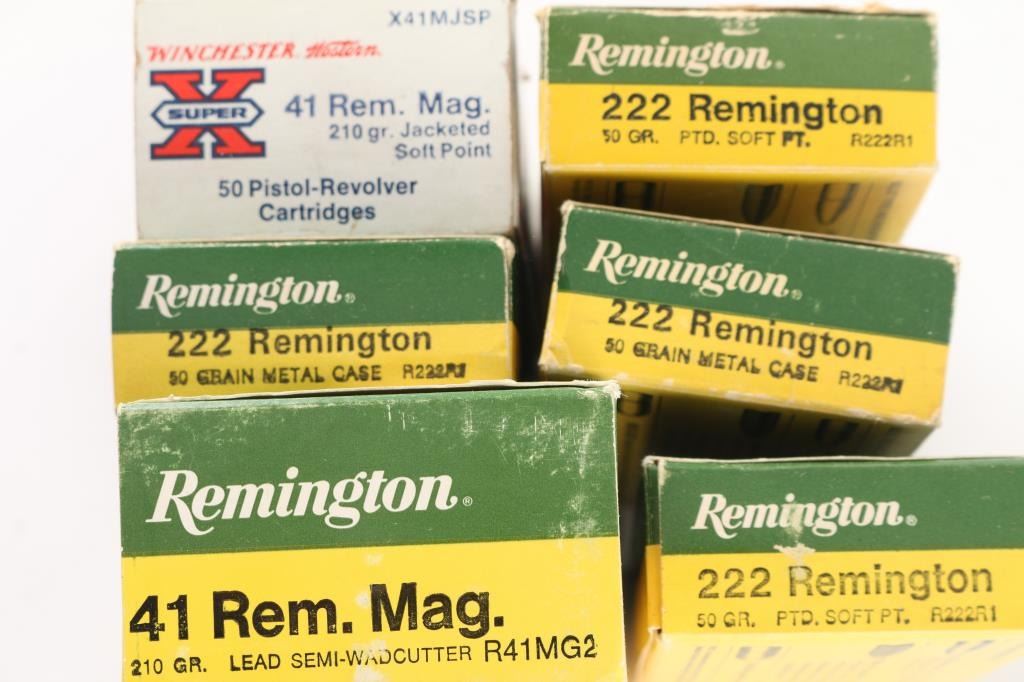 X41MJSP
WINCHESTER Western
SUPER X
41 Rem. Mag.
210 gr. Jacketed
Soft Point
50 Pistol-Revolver
Cartridges
Remington®
222 Remington
50 GR. PTD. SOFT PT. R222R1
Remington®
222 Remington
50 GRAIN METAL CASE
Remington®
222 Remington
50 GRAIN METAL CASE
Remington®
41 Rem. Mag.
210 GR. LEAD SEMI-WADCUTTER R41MG2
Remington®
222 Remington
50 GR. PTD. SOFT PT. R222R1